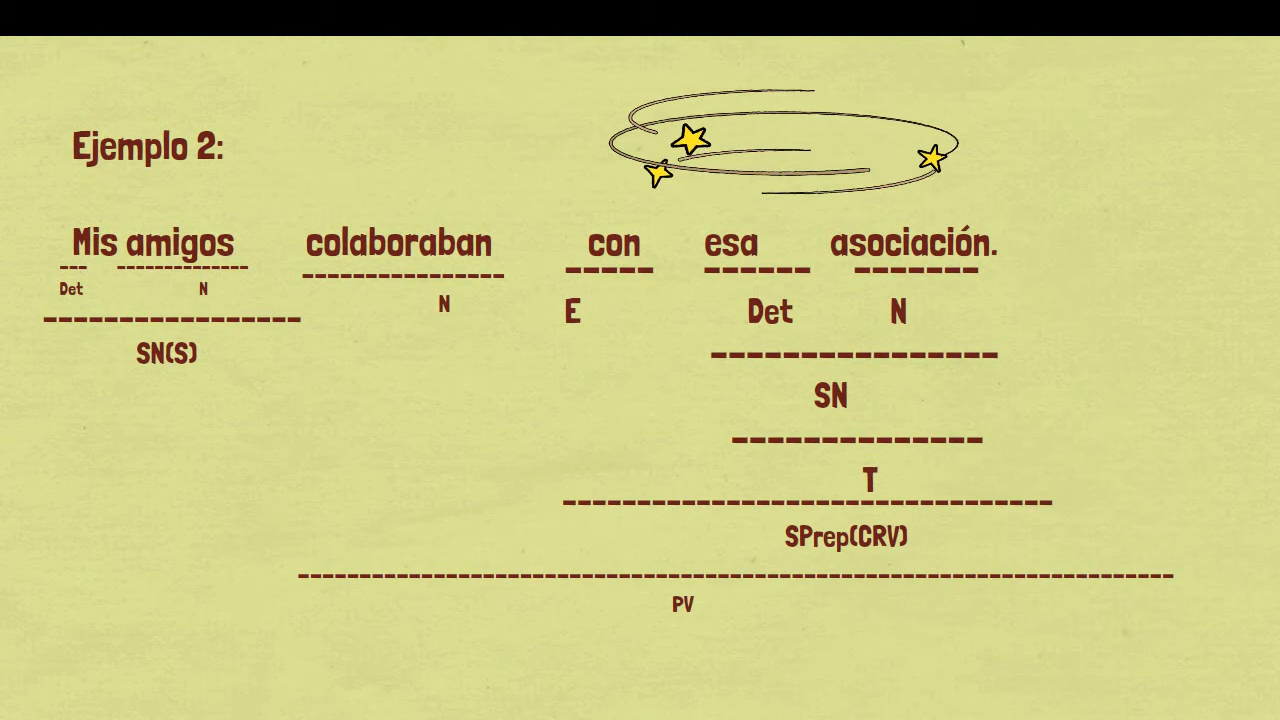 Ejemplo 2:
Mis amigos colaboraban con esa asociación.
Det N N E Det N
SN(S)
SN
T
SPrep(CRV)
PV